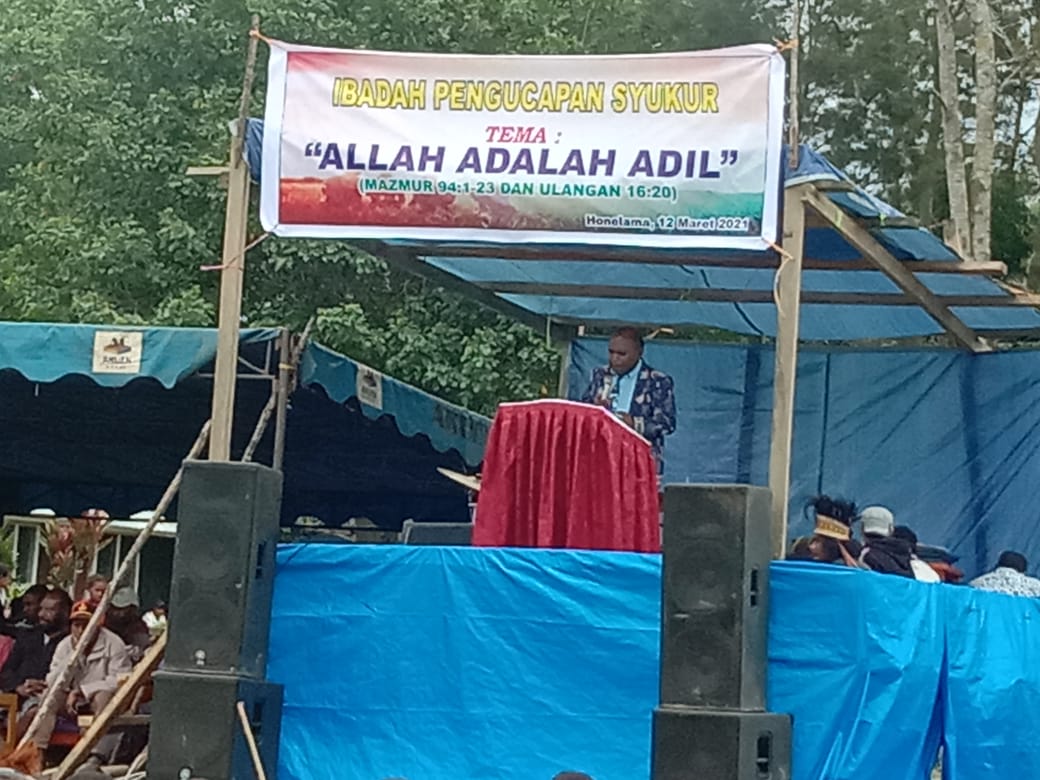 IBADAH PENGUCAPAN SYUKUR
TEMA :
“ALLAH ADALAH ADIL”
(MAZMUR 94:1-23 DAN ULANGAN 16:20)
Honelama, 12 Maret 2021